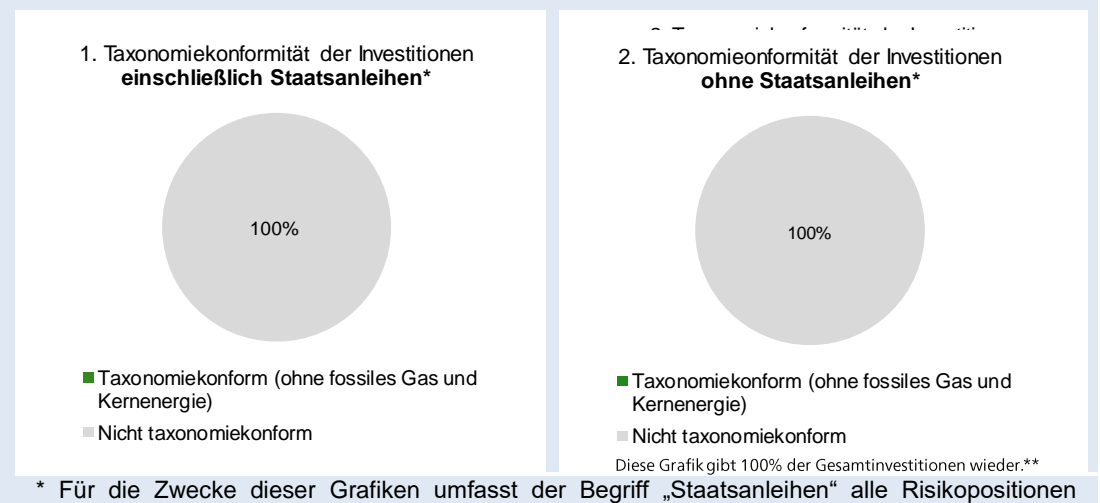 1. Taxonomiekonformität der Investitionen
einschließlich Staatsanleihen*
100%
Taxonomiekonform (ohne fossiles Gas und
Kernenergie)
Nicht taxonomiekonform
2. Taxonomieonformität der Investitionen
ohne Staatsanleihen*
100%
Taxonomiekonform (ohne fossiles Gas und
Kernenergie)
Nicht taxonomiekonform
Diese Grafik gibt 100% der Gesamtinvestitionen wieder.**
* Für die Zwecke dieser Grafiken umfasst der Begriff „Staatsanleihen“ alle Risikopositionen